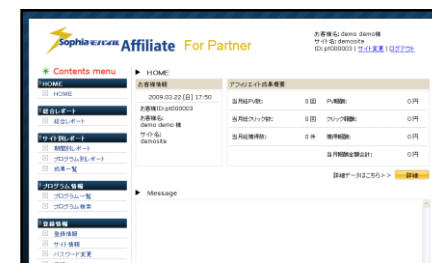 Sophia Affiliate For Partner
お客様名: demo demo様
サイト名: demosite
ID: pt000003 | サイト変更 | ログアウト
✳ Contents menu
HOME
HOME
総合レポート
総合レポート
サイト別レポート
期間別レポート
プログラム別レポート
成果一覧
プログラム情報
プログラム一覧
プログラム検索
登録情報
登録情報
サイト情報
パスワード変更
▶ HOME
お客様情報
2009.03.22 [日] 17:50
お客様ID:pt000003
お客様名:
demo demo 様
サイト名:
demosite
アフィリエイト成果概要
当月総PV数: 0 回 PV報酬: 0 円
当月総クリック数: 0 回 クリック報酬: 0 円
当月総獲得数: 0 件 獲得報酬: 0 円
当月報酬金額合計: 0 円
詳細データはこちら>> 詳細
▶ Message